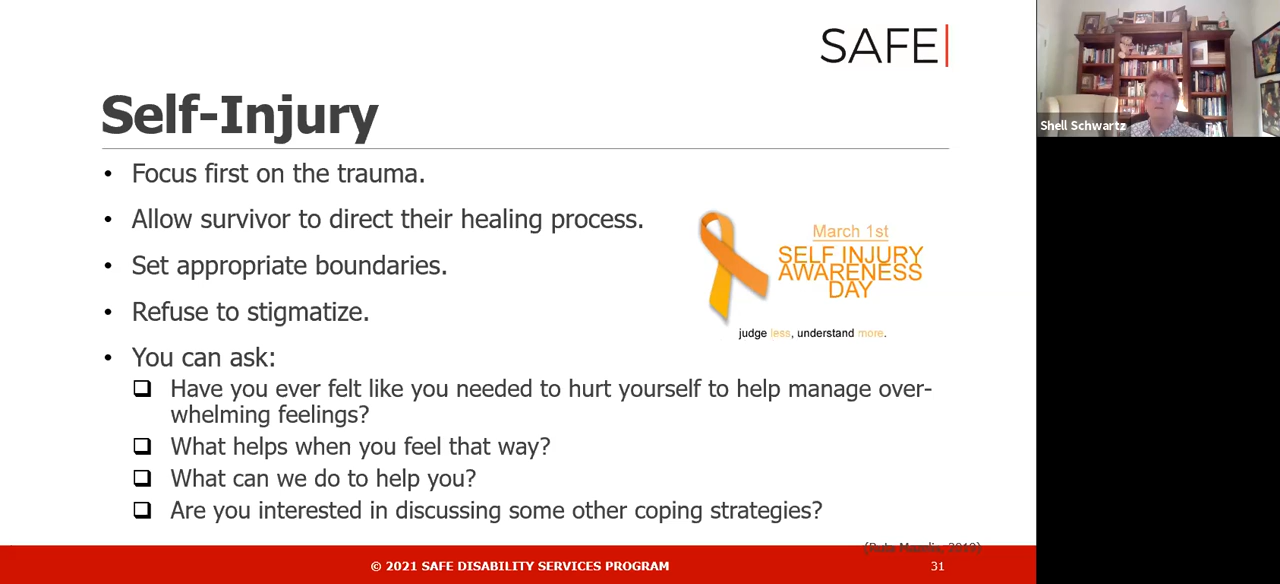 SAFE
Self-Injury
• Focus first on the trauma.
• Allow survivor to direct their healing process.
• Set appropriate boundaries.
• Refuse to stigmatize.
• You can ask:
❑ Have you ever felt like you needed to hurt yourself to help manage over-
whelming feelings?
❑ What helps when you feel that way?
❑ What can we do to help you?
❑ Are you interested in discussing some other coping strategies?
March 1st
SELF INJURY
AWARENESS
DAY
judge less, understand more.
(Ruta Mazelis, 2019)
© 2021 SAFE DISABILITY SERVICES PROGRAM
31
Shell Schwartz